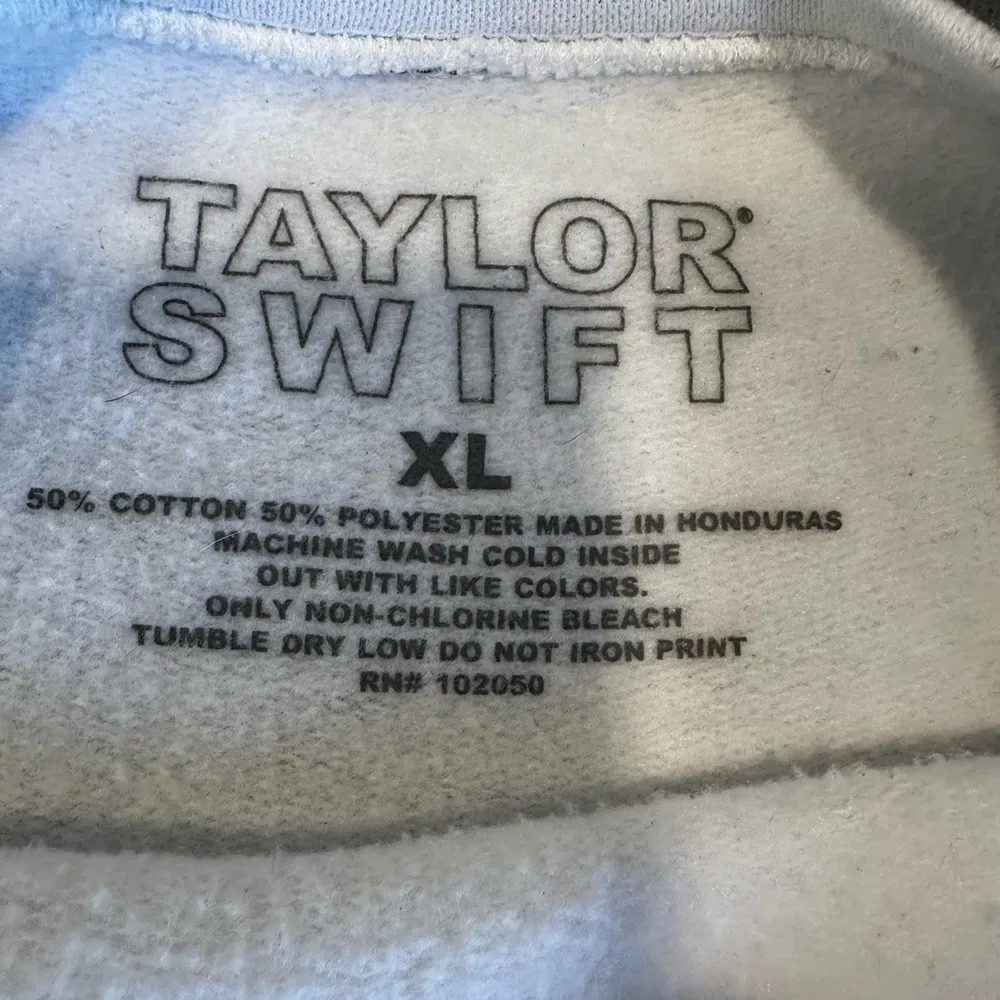 TAYLOR®
SWIFT
XL
50% COTTON 50% POLYESTER MADE IN HONDURAS
MACHINE WASH COLD INSIDE
OUT WITH LIKE COLORS.
ONLY NON-CHLORINE BLEACH
TUMBLE DRY LOW DO NOT IRON PRINT
RN# 102050